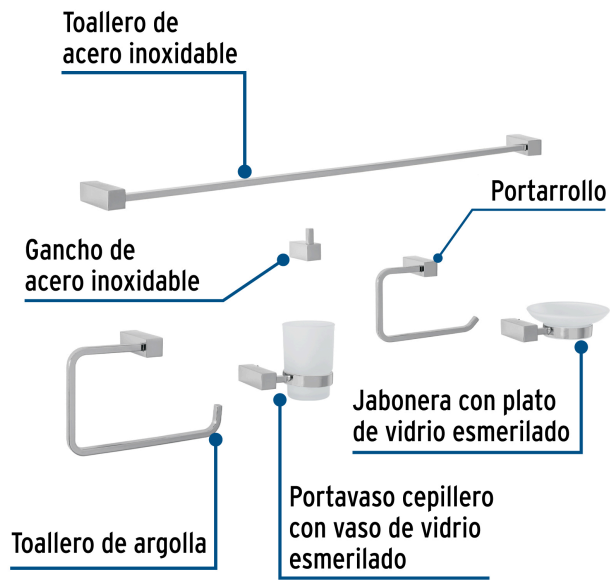 Toallero de
acero inoxidable
Portarrollo
Gancho de
acero inoxidable
Jabonera con plato
de vidrio esmerilado
Portavaso cepillero
con vaso de vidrio
esmerilado
Toallero de argolla